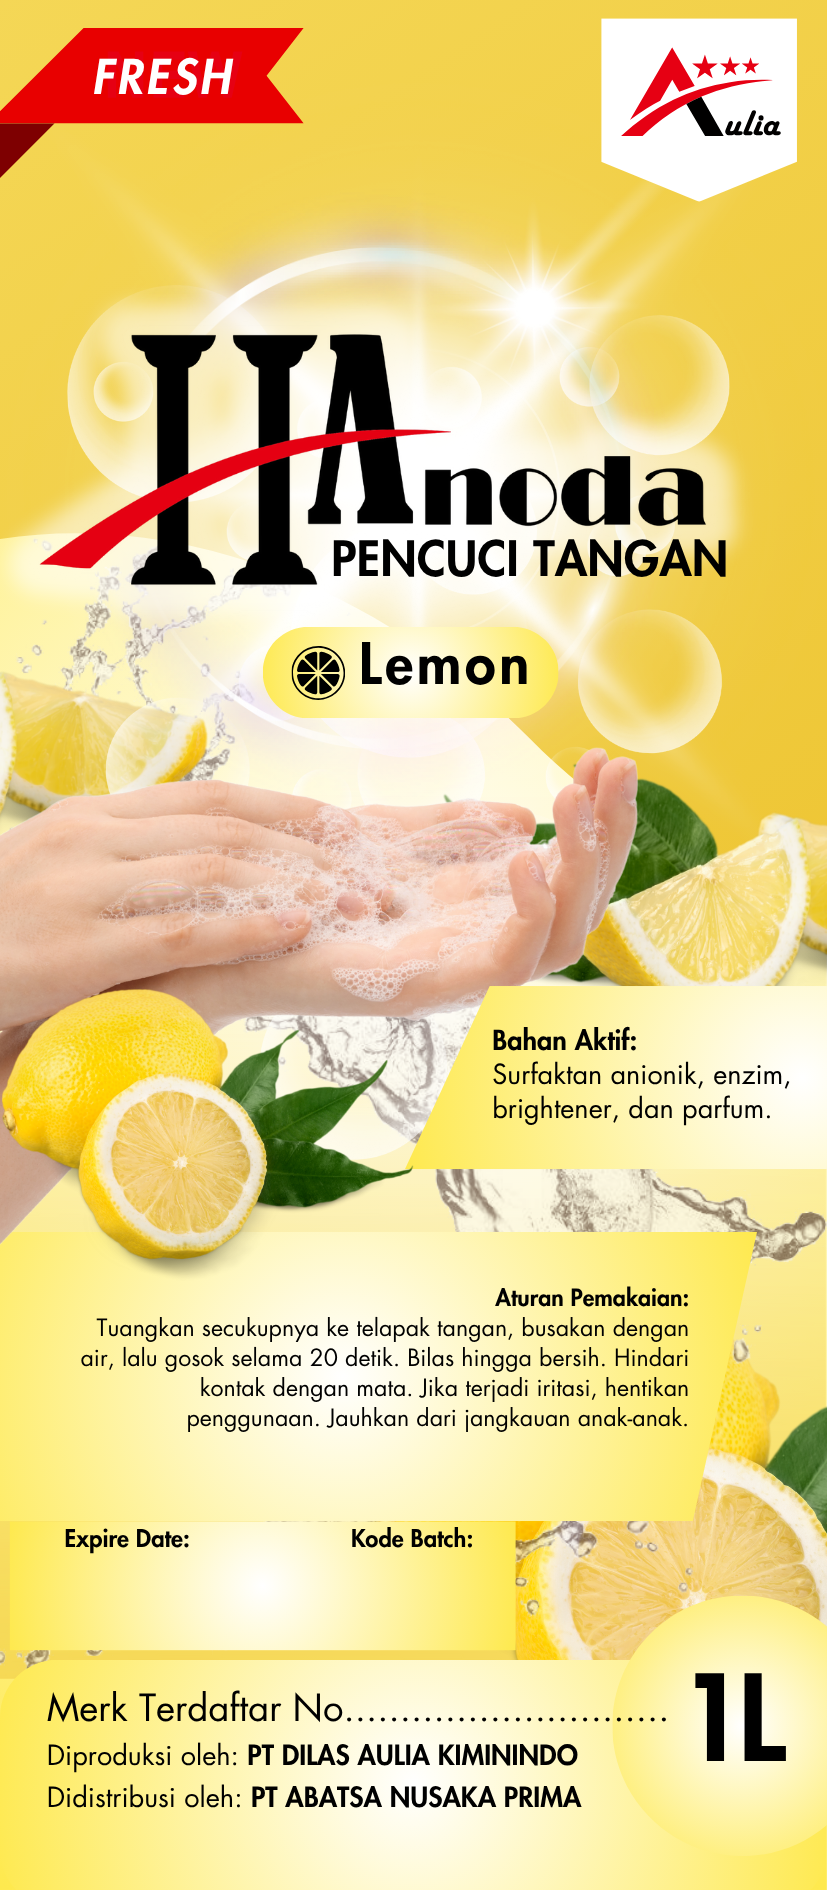 FRESH
Aulia
HAnoda
PENCUCI TANGAN
Lemon
Bahan Aktif:
Surfaktan anionik, enzim,
brightener, dan parfum.
Aturan Pemakaian:
Tuangkan secukupnya ke telapak tangan, busakan dengan
air, lalu gosok selama 20 detik. Bilas hingga bersih. Hindari
kontak dengan mata. Jika terjadi iritasi, hentikan
penggunaan. Jauhkan dari jangkauan anak-anak.
Expire Date:
Kode Batch:
Merk Terdaftar No.............................
1L
Diproduksi oleh: PT DILAS AULIA KIMININDO
Didistribusi oleh: PT ABATSA NUSAKA PRIMA